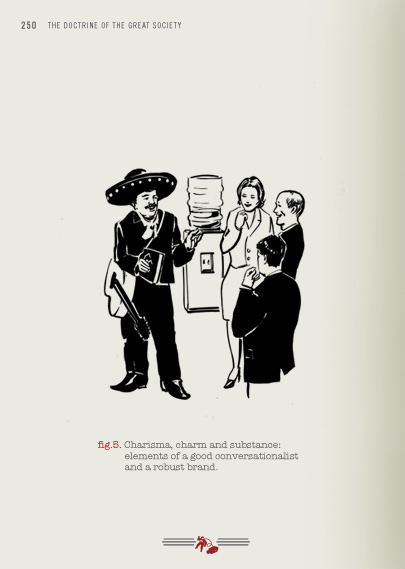 250 THE DOCTRINE OF THE GREAT SOCIETY
fig.5. Charisma, charm and substance:
elements of a good conversationalist
and a robust brand.